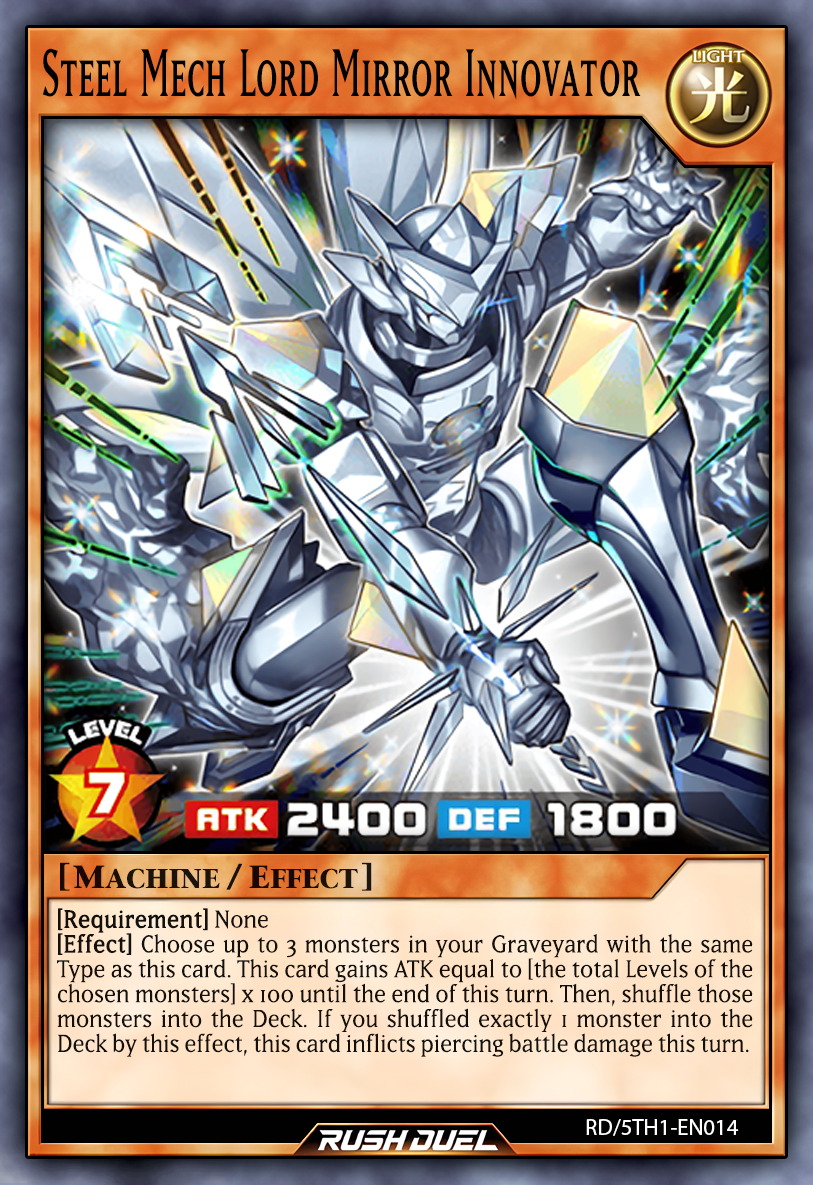 Steel Mech Lord Mirror Innovator
LIGHT
光
LEVEL
7
ATK 2400 DEF 1800
[Machine / Effect]
[Requirement] None
[Effect] Choose up to 3 monsters in your Graveyard with the same
Type as this card. This card gains ATK equal to [the total Levels of the
chosen monsters] x 100 until the end of this turn. Then, shuffle those
monsters into the Deck. If you shuffled exactly 1 monster into the
Deck by this effect, this card inflicts piercing battle damage this turn.
RD/5TH1-EN014
RUSH DUEL